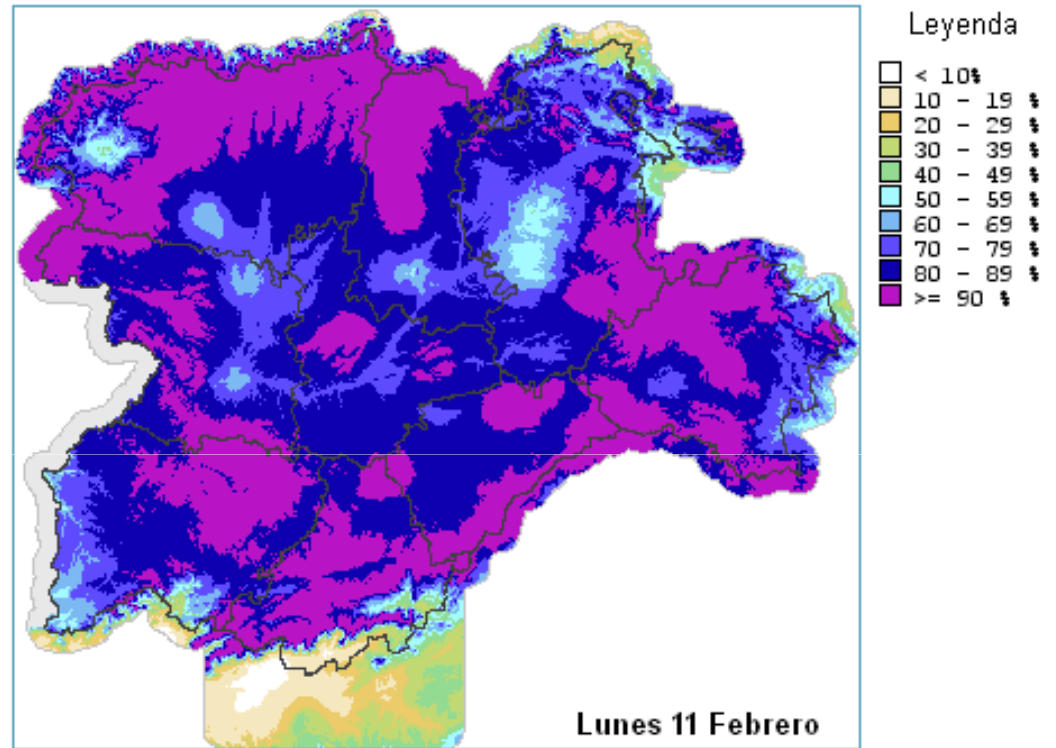 Leyenda
< 10%
10 - 19 %
20 - 29 %
30 - 39 %
40 - 49 %
50 - 59 %
60 - 69 %
70 - 79 %
80 - 89 %
>= 90 %
Lunes 11 Febrero